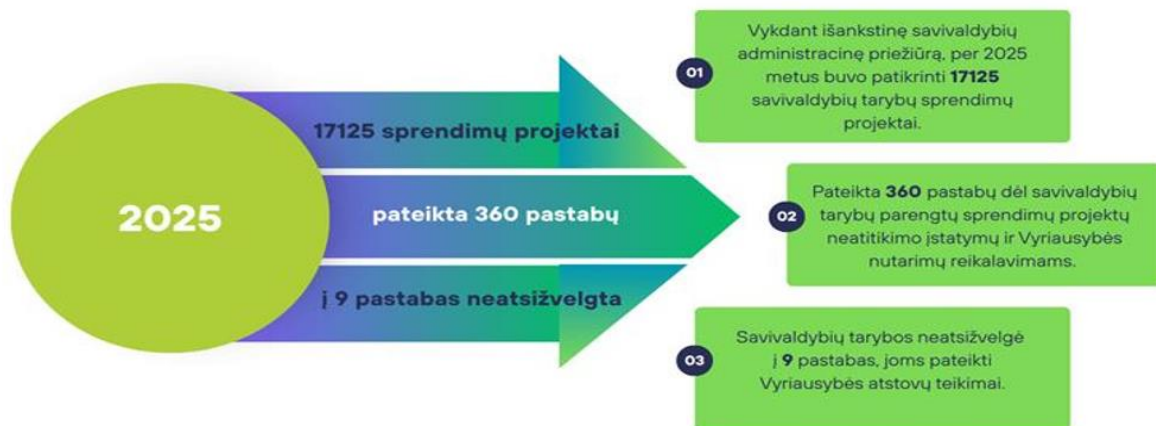 2025
17125 sprendimų projektai
pateikta 360 pastabų
į 9 pastabas neatsižvelgta
01
Vykdant išankstinę savivaldybių
administracinę priežiūrą, per 2025
metus buvo patikrinti 17125
savivaldybių tarybų sprendimų
projektai.
02
Pateikta 360 pastabų dėl savivaldybių
tarybų parengtų sprendimų projektų
neatitikimo įstatymų ir Vyriausybės
nutarimų reikalavimams.
03
Savivaldybių tarybos neatsižvelgė
į 9 pastabas, joms pateikti
Vyriausybės atstovų teikimai.